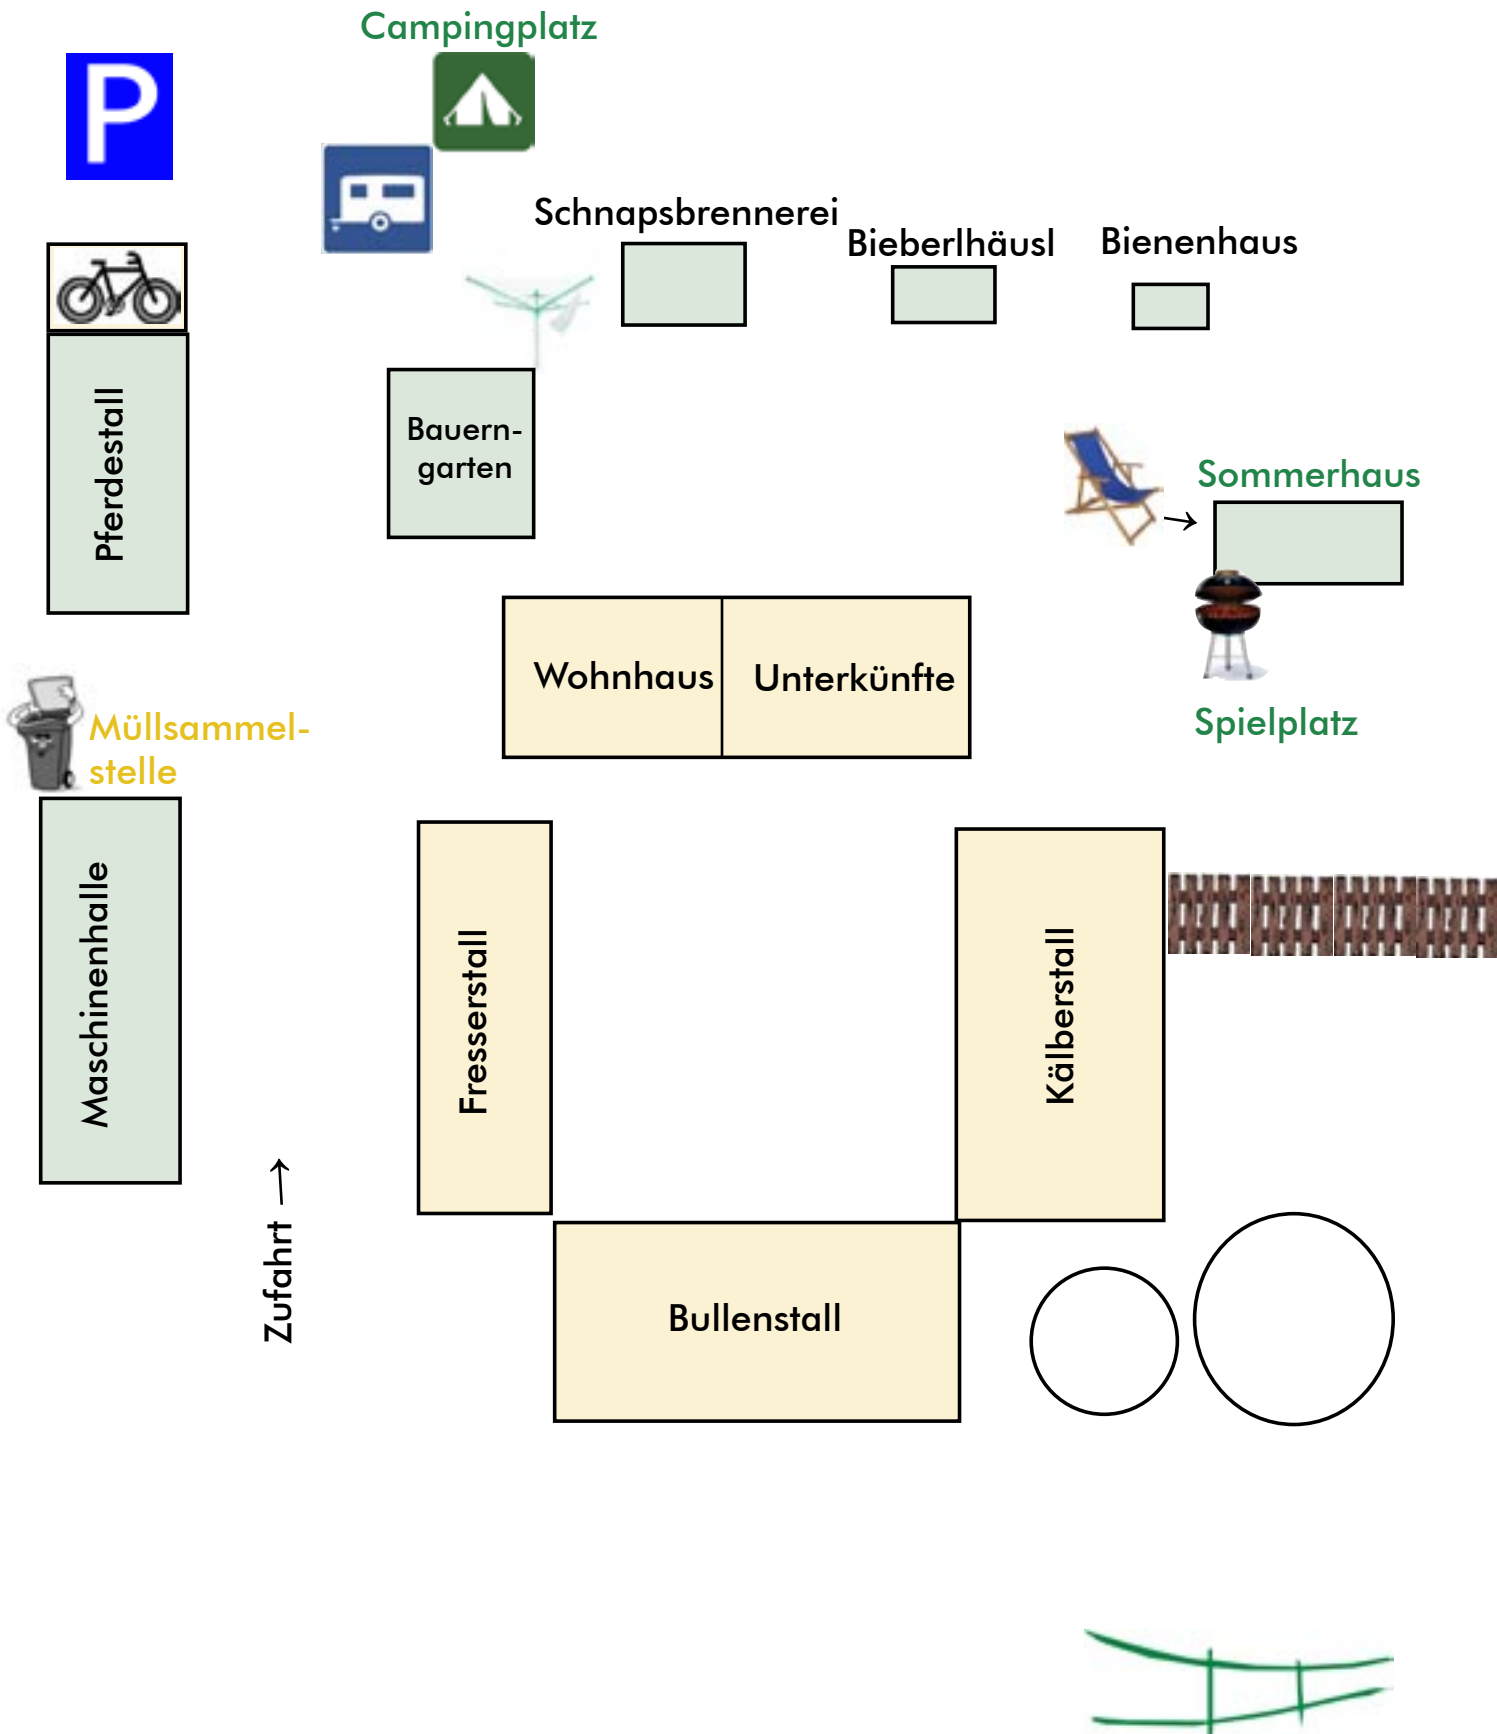 Campingplatz
P
Schnapsbrennerei
Bieberlhäusl
Bienenhaus
Pferdestall
Bauern-
garten
Sommerhaus
Wohnhaus
Unterkünfte
Müllsammel-
stelle
Spielplatz
Maschinenhalle
Fresserstall
Kälberstall
Zufahrt →
Bullenstall